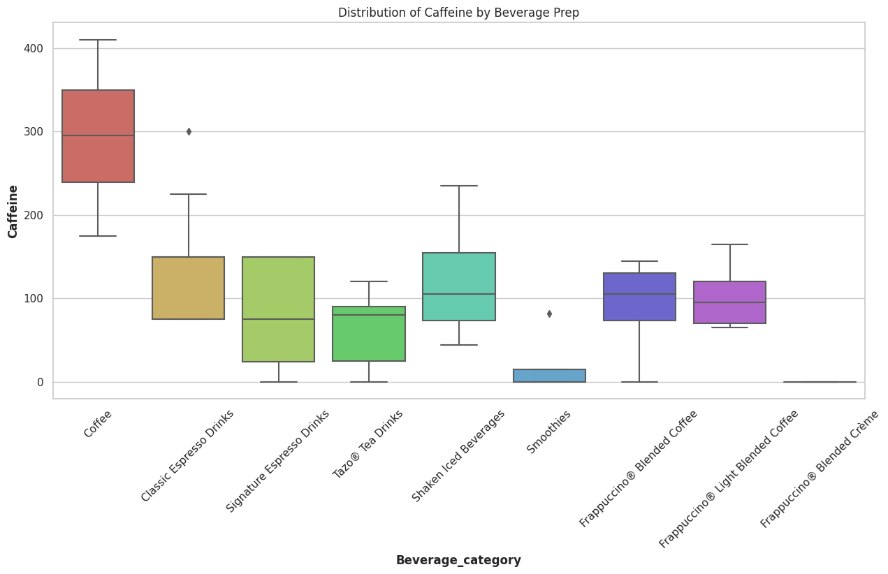 Distribution of Caffeine by Beverage Prep
400
300
200
100
0
Caffeine
Coffee
Classic Espresso Drinks
Signature Espresso Drinks
Tazo® Tea Drinks
Shaken Iced Beverages
Smoothies
Frappuccino® Blended Coffee
Frappuccino® Light Blended Coffee
Frappuccino® Blended Crème
Beverage_category